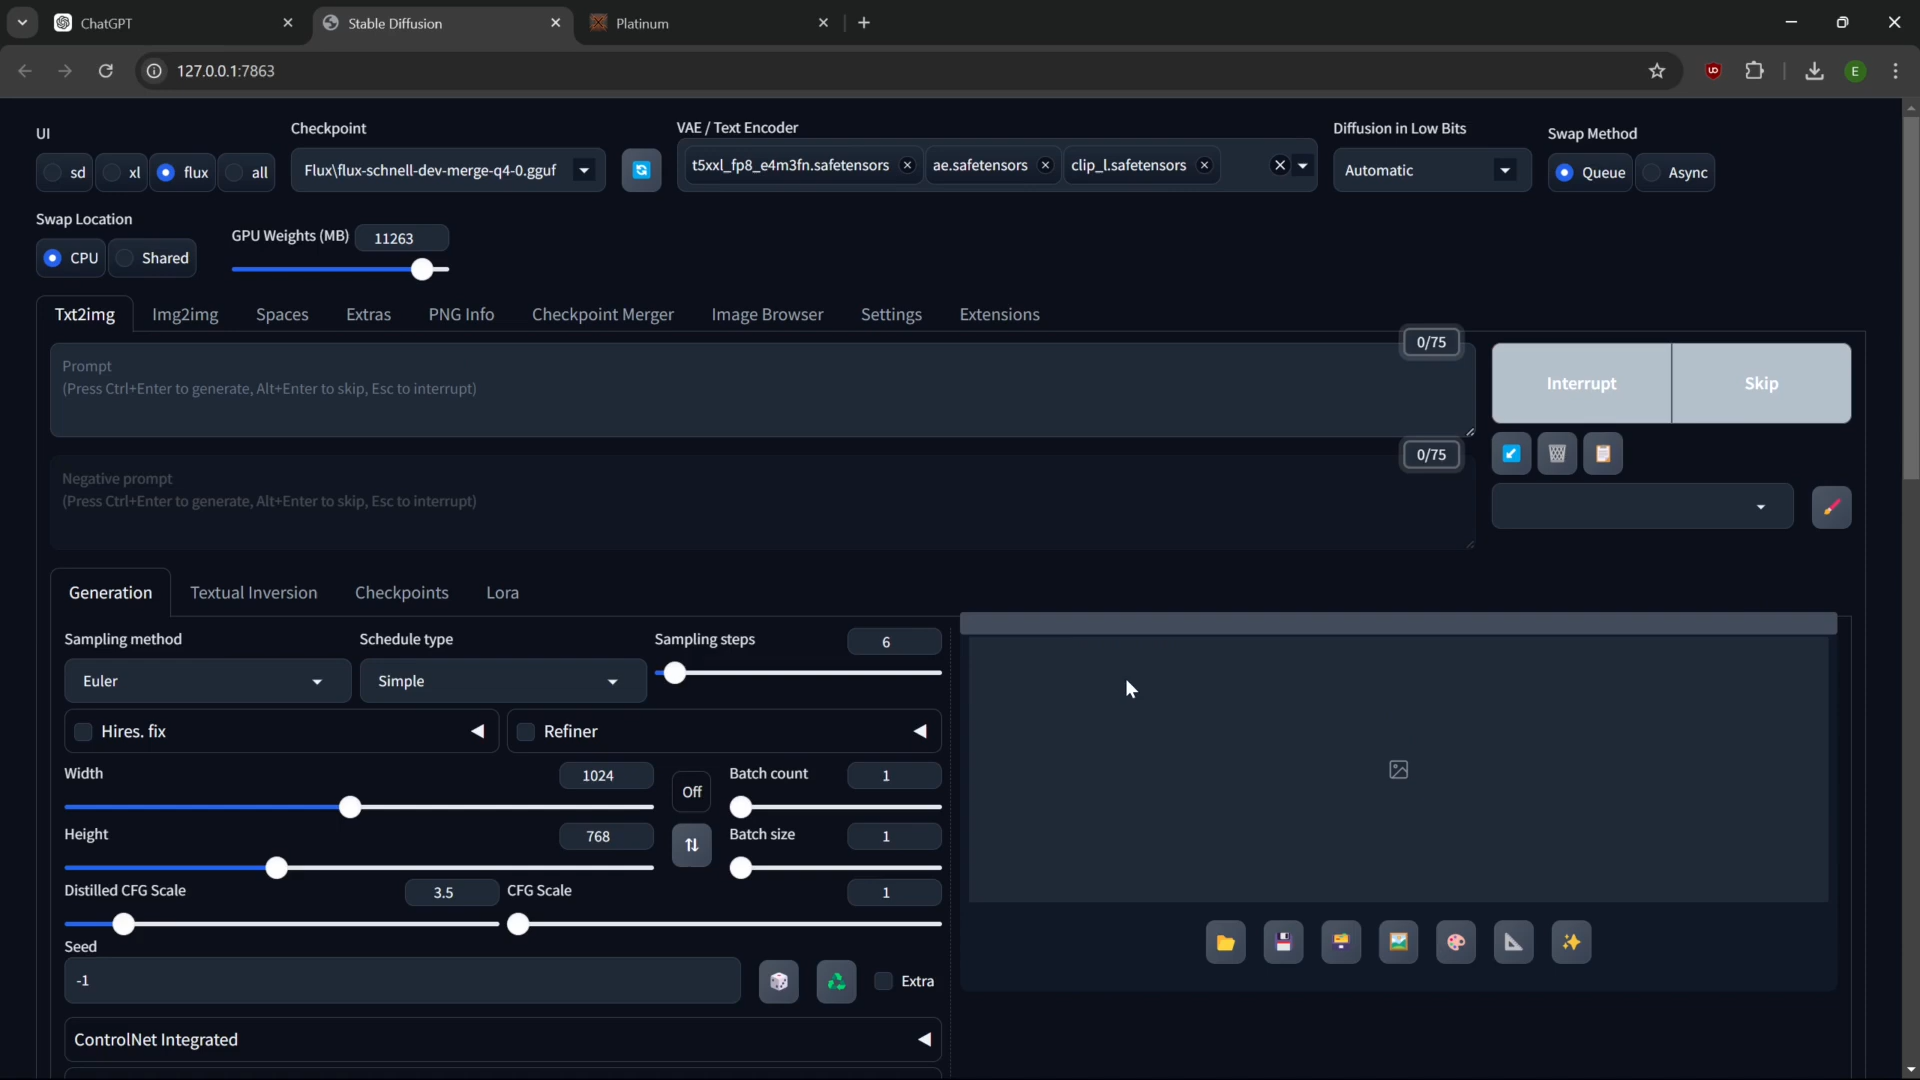 ChatGPT
Stable Diffusion
Platinum
127.0.0.1:7863
E
UI
Checkpoint
VAE / Text Encoder
Diffusion in Low Bits
Swap Method
sd
xl
flux
all
Flux\flux-schnell-dev-merge-q4-0.gguf
t5xxl_fp8_e4m3fn.safetensors
ae.safetensors
clip_l.safetensors
Automatic
Queue
Async
Swap Location
CPU
Shared
GPU Weights (MB)
11263
Txt2img
Img2img
Spaces
Extras
PNG Info
Checkpoint Merger
Image Browser
Settings
Extensions
0/75
Prompt
(Press Ctrl+Enter to generate, Alt+Enter to skip, Esc to interrupt)
Interrupt
Skip
0/75
Negative prompt
(Press Ctrl+Enter to generate, Alt+Enter to skip, Esc to interrupt)
Generation
Textual Inversion
Checkpoints
Lora
Sampling method
Schedule type
Sampling steps
6
Euler
Simple
Hires. fix
Refiner
Width
1024
Off
Batch count
1
Height
768
Batch size
1
Distilled CFG Scale
3.5
CFG Scale
1
Seed
-1
Extra
ControlNet Integrated